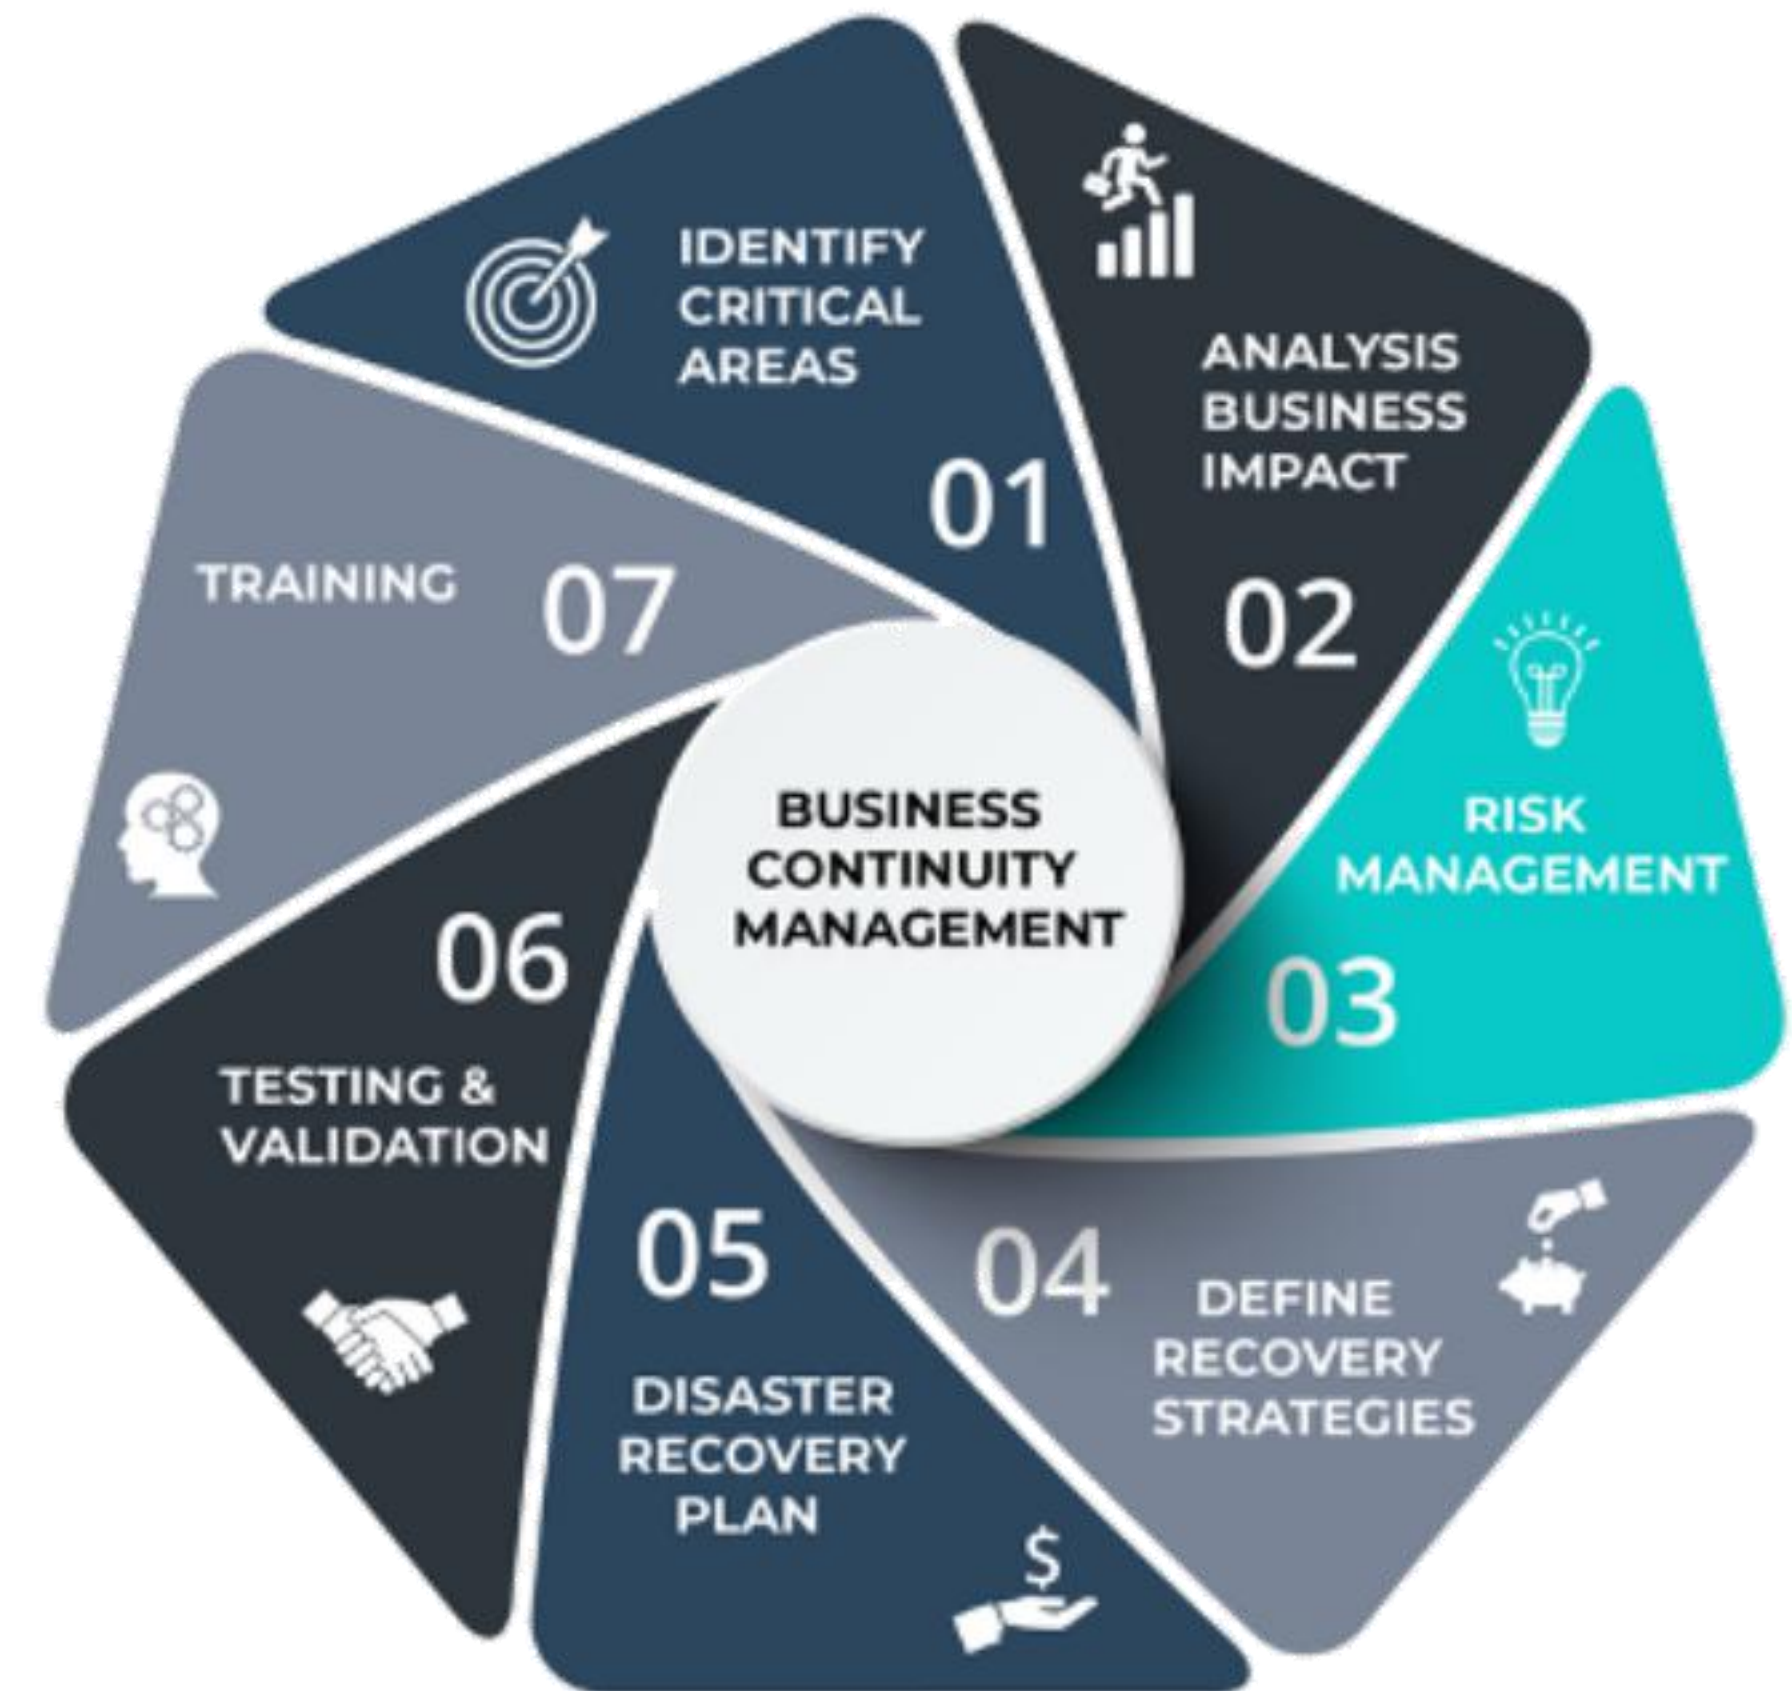 IDENTIFY
CRITICAL
AREAS
01
ANALYSIS
BUSINESS
IMPACT
02
RISK
MANAGEMENT
03
04
DEFINE
RECOVERY
STRATEGIES
05
DISASTER
RECOVERY
PLAN
$
06
TESTING &
VALIDATION
TRAINING
07
BUSINESS
CONTINUITY
MANAGEMENT